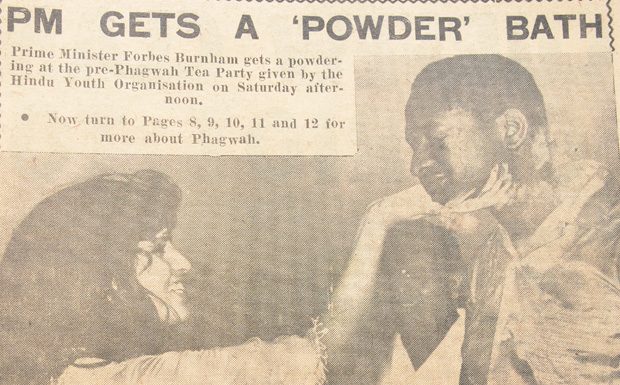 PM GETS A 'POWDER' BATH
Prime Minister Forbes Burnham gets a powder-
ing at the pre-Phagwah Tea Party given by the
Hindu Youth Organisation on Saturday after-
noon.
• Now turn to Pages 8, 9, 10, 11 and 12 for
more about Phagwah.